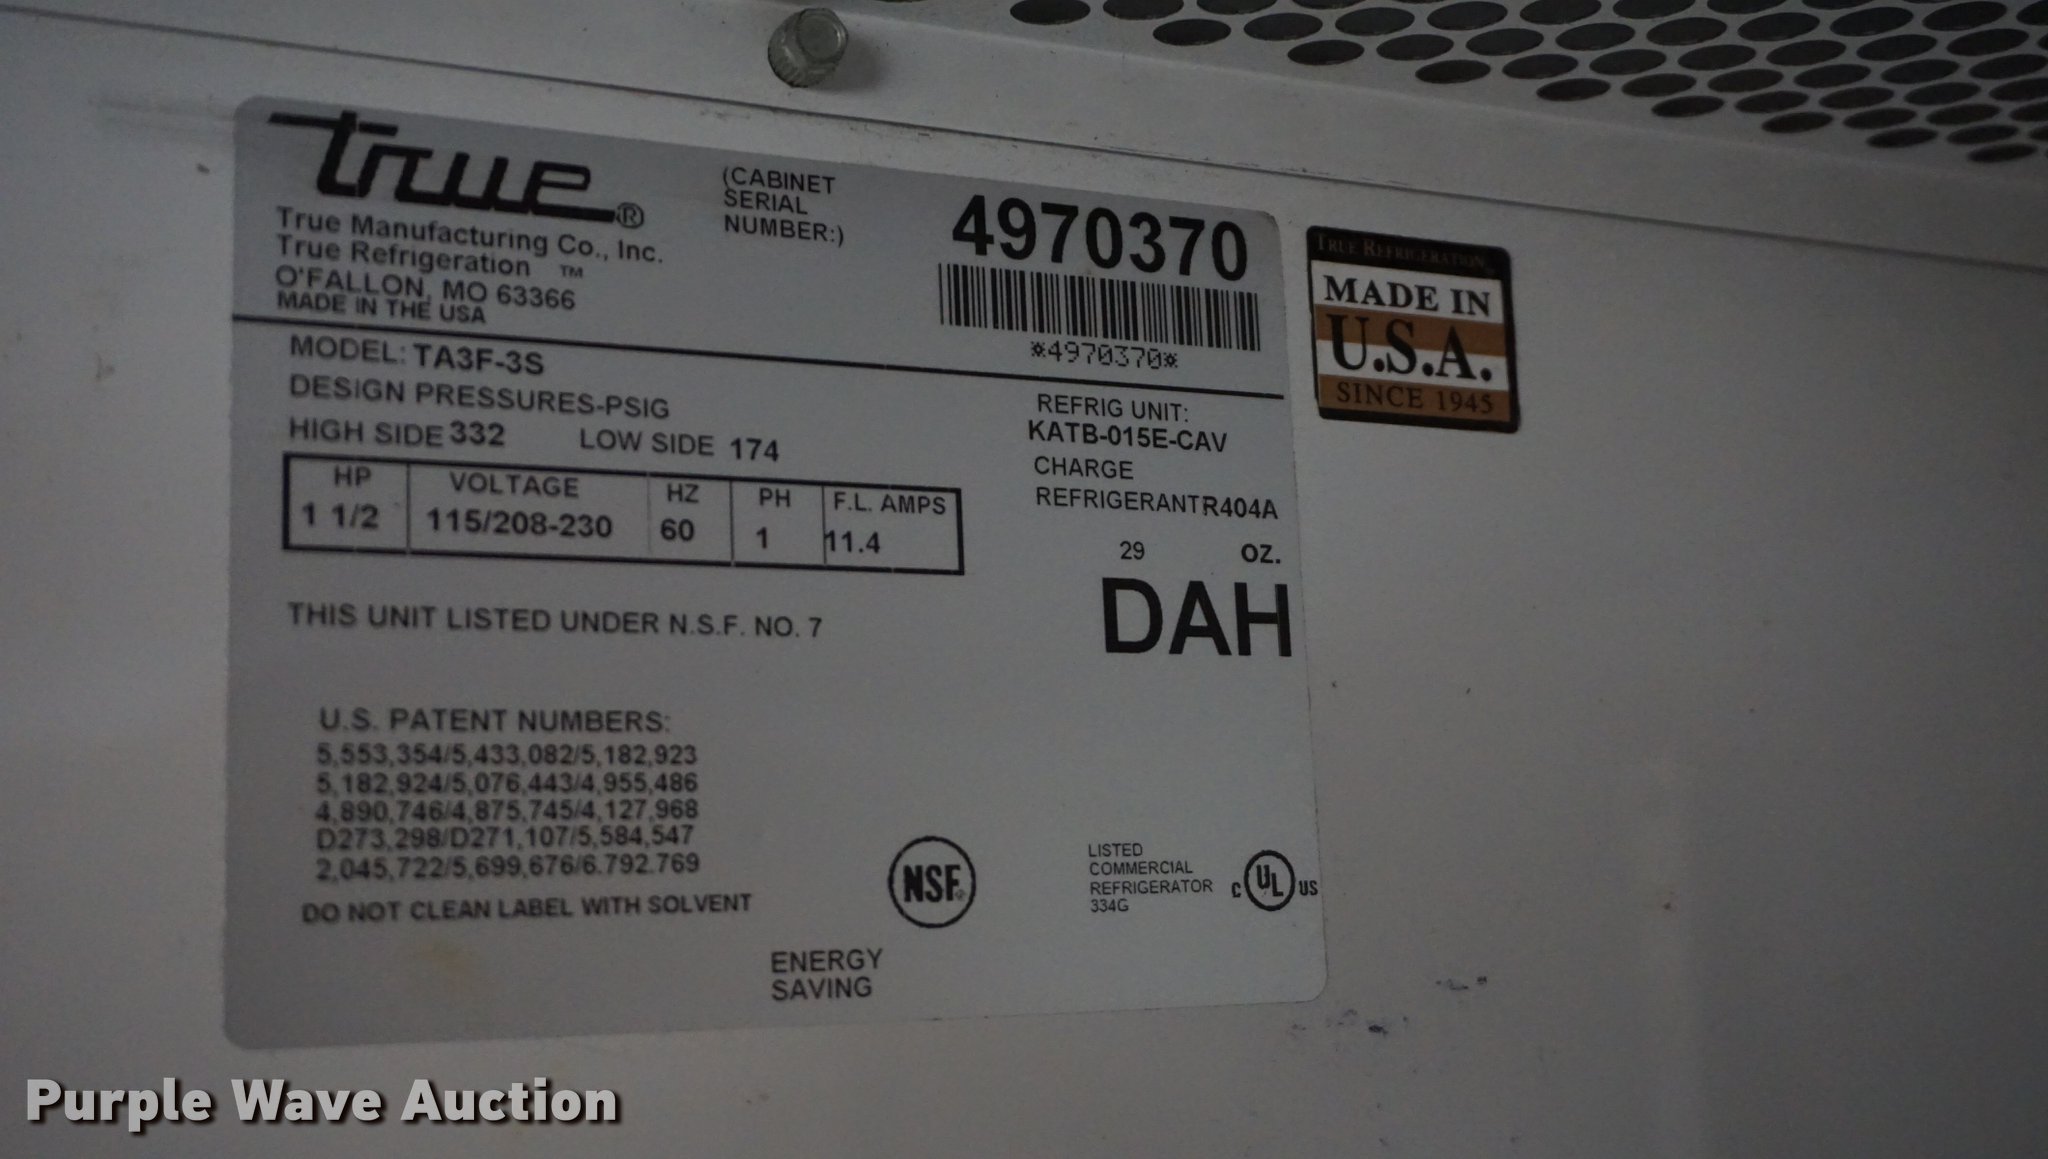 true®
True Manufacturing Co., Inc.
True Refrigeration ™
O'FALLON, MO 63366
MADE IN THE USA
(CABINET
SERIAL
NUMBER:)
4970370
*4970370*
TRUE REFRIGERATION
MADE IN
U.S.A.
SINCE 1945
MODEL: TA3F-3S
DESIGN PRESSURES-PSIG
HIGH SIDE 332 LOW SIDE 174
HP VOLTAGE HZ PH F.L. AMPS
1 1/2 115/208-230 60 1 11.4
REFRIG UNIT:
KATB-015E-CAV
CHARGE
REFRIGERANTR404A
29 OZ.
DAH
THIS UNIT LISTED UNDER N.S.F. NO. 7
U.S. PATENT NUMBERS:
5,553,354/5,433,082/5,182,923
5,182,924/5,076,443/4,955,486
4,890,746/4,875,745/4,127,968
D273,298/D271,107/5,584,547
2,045,722/5,699,676/6.792.769
DO NOT CLEAN LABEL WITH SOLVENT
NSF®
LISTED
COMMERCIAL
REFRIGERATOR
334G
C UL US
ENERGY
SAVING
Purple Wave Auction